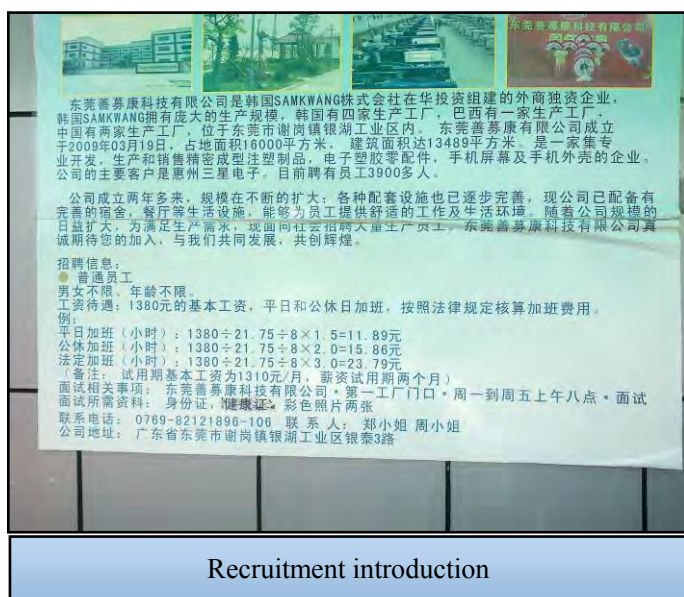 东莞善募康科技有限公司
东莞善募康科技有限公司是韩国SAMKWANG株式会社在华投资组建的外商独资企业,
韩国SAMKWANG拥有庞大的生产规模, 韩国有四家生产工厂, 巴西有一家生产工厂,
中国有两家生产工厂, 位于东莞市谢岗镇银湖工业区内。 东莞善募康有限公司成立
于2009年03月19日, 占地面积16000平方米, 建筑面积达13489平方米。是一家集专
业开发, 生产和销售精密成型注塑制品, 电子塑胶零配件, 手机屏幕及手机外壳的企业。
公司的主要客户是惠州三星电子。目前聘有员工3900多人。
公司成立两年多来, 规模在不断的扩大; 各种配套设施也已逐步完善, 现公司已配备有
完善的宿舍, 餐厅等生活设施, 能够为员工提供舒适的工作及生活环境。随着公司规模的
日益扩大, 为满足生产需求, 现面向社会招聘大量生产员工。东莞善募康科技有限公司真
诚期待您的加入, 与我们共同发展, 共创辉煌。
招聘信息:
普通员工
男女不限、年龄不限。
工资待遇: 1380元的基本工资, 平日和公休日加班, 按照法律规定核算加班费用。
例:
平日加班(小时): 1380÷21.75÷8×1.5=11.89元
公休加班(小时): 1380÷21.75÷8×2.0=15.86元
法定加班(小时): 1380÷21.75÷8×3.0=23.79元
(备注: 试用期基本工资为1310元/月, 薪资试用期两个月)
面试相关事项: 东莞善募康科技有限公司·第一工厂门口·周一到周五上午八点·面试
面试所需资料: 身份证, 健康证, 彩色照片两张
联系电话: 0769-82121896-106 联系人: 郑小姐 周小姐
公司地址: 广东省东莞市谢岗镇银湖工业区银泰3路
Recruitment introduction